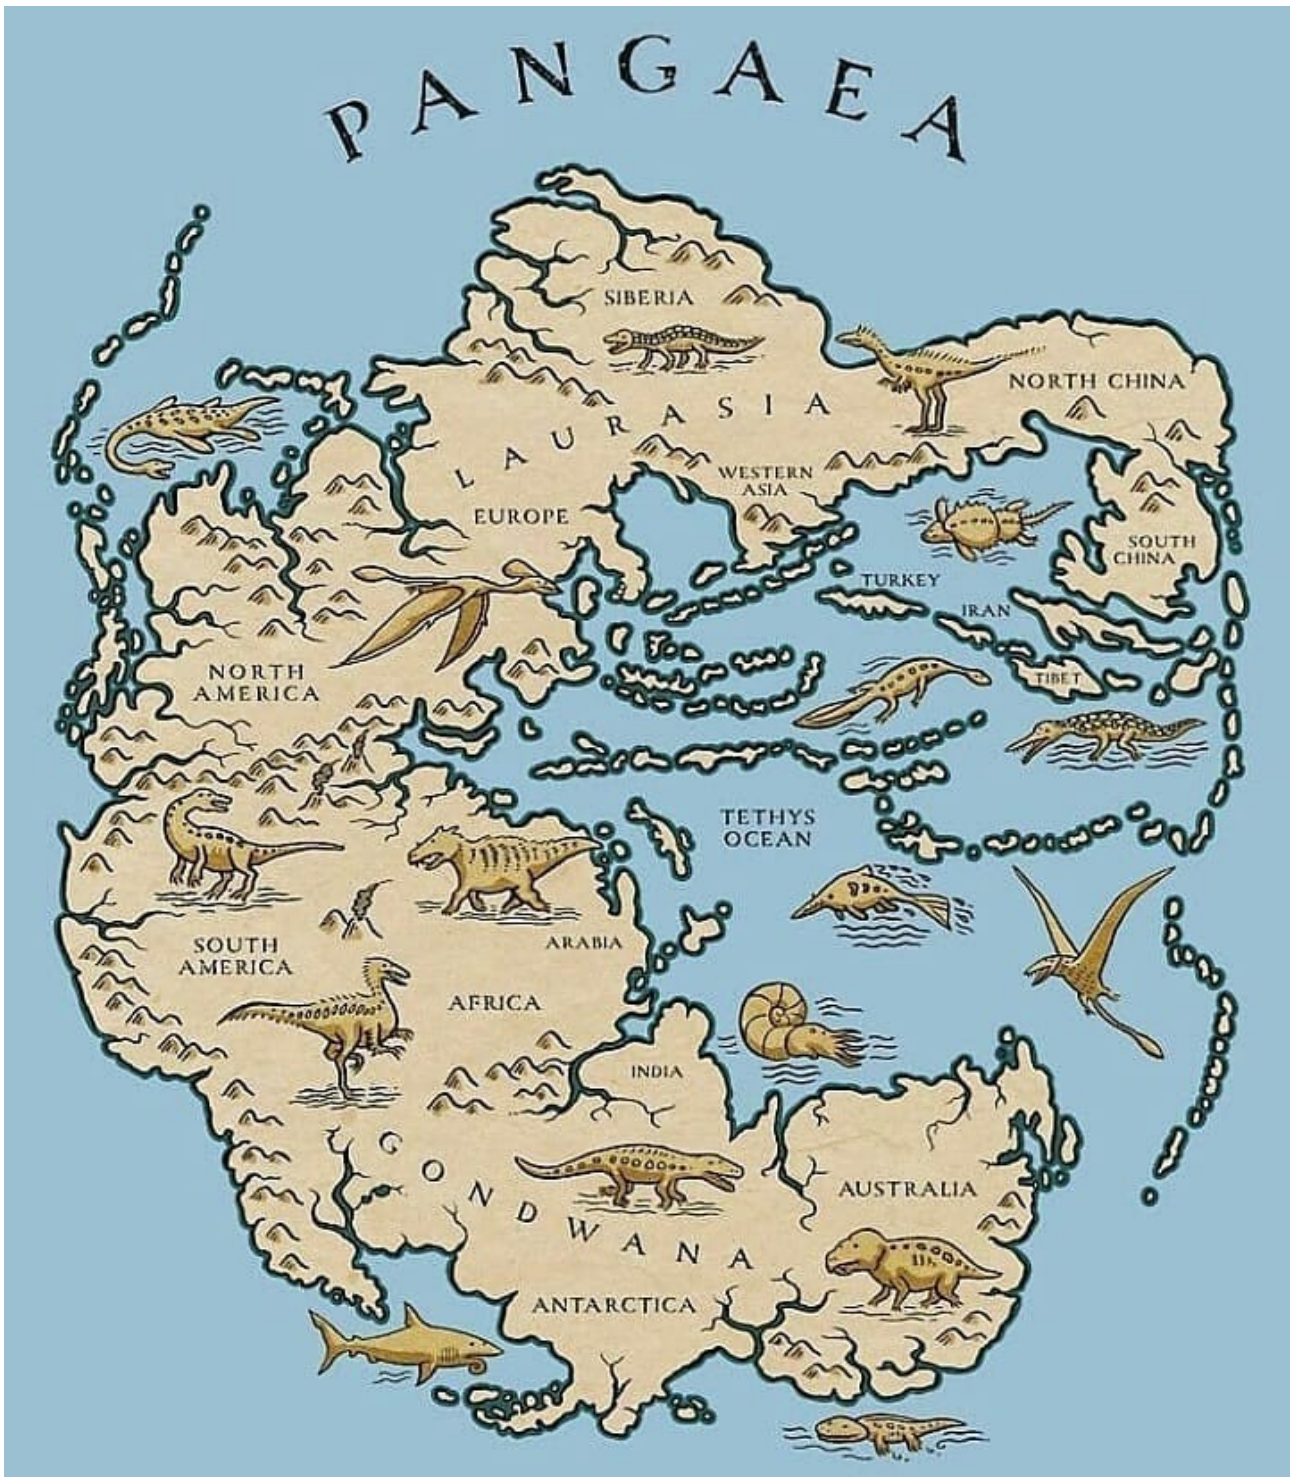 PANGAEA
SIBERIA
NORTH CHINA
LAURASIA
WESTERN
ASIA
EUROPE
SOUTH
CHINA
TURKEY
IRAN
TIBET
NORTH
AMERICA
TETHYS
OCEAN
SOUTH
AMERICA
ARABIA
AFRICA
INDIA
GONDWANA
AUSTRALIA
ANTARCTICA